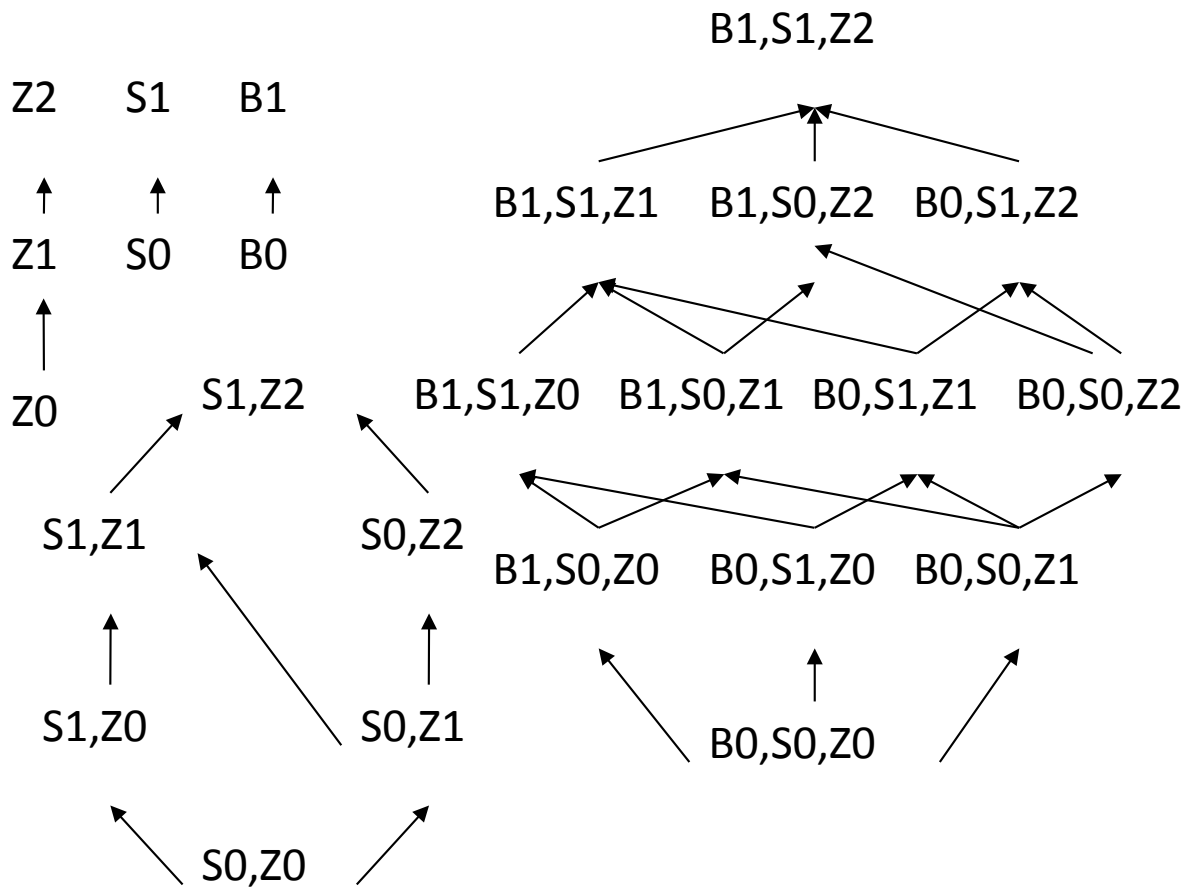 B1,S1,Z2
Z2 S1 B1
B1,S1,Z1 B1,S0,Z2 B0,S1,Z2
Z1 S0 B0
Z0 S1,Z2 B1,S1,Z0 B1,S0,Z1 B0,S1,Z1 B0,S0,Z2
S1,Z1 S0,Z2
B1,S0,Z0 B0,S1,Z0 B0,S0,Z1
S1,Z0 S0,Z1
B0,S0,Z0
S0,Z0